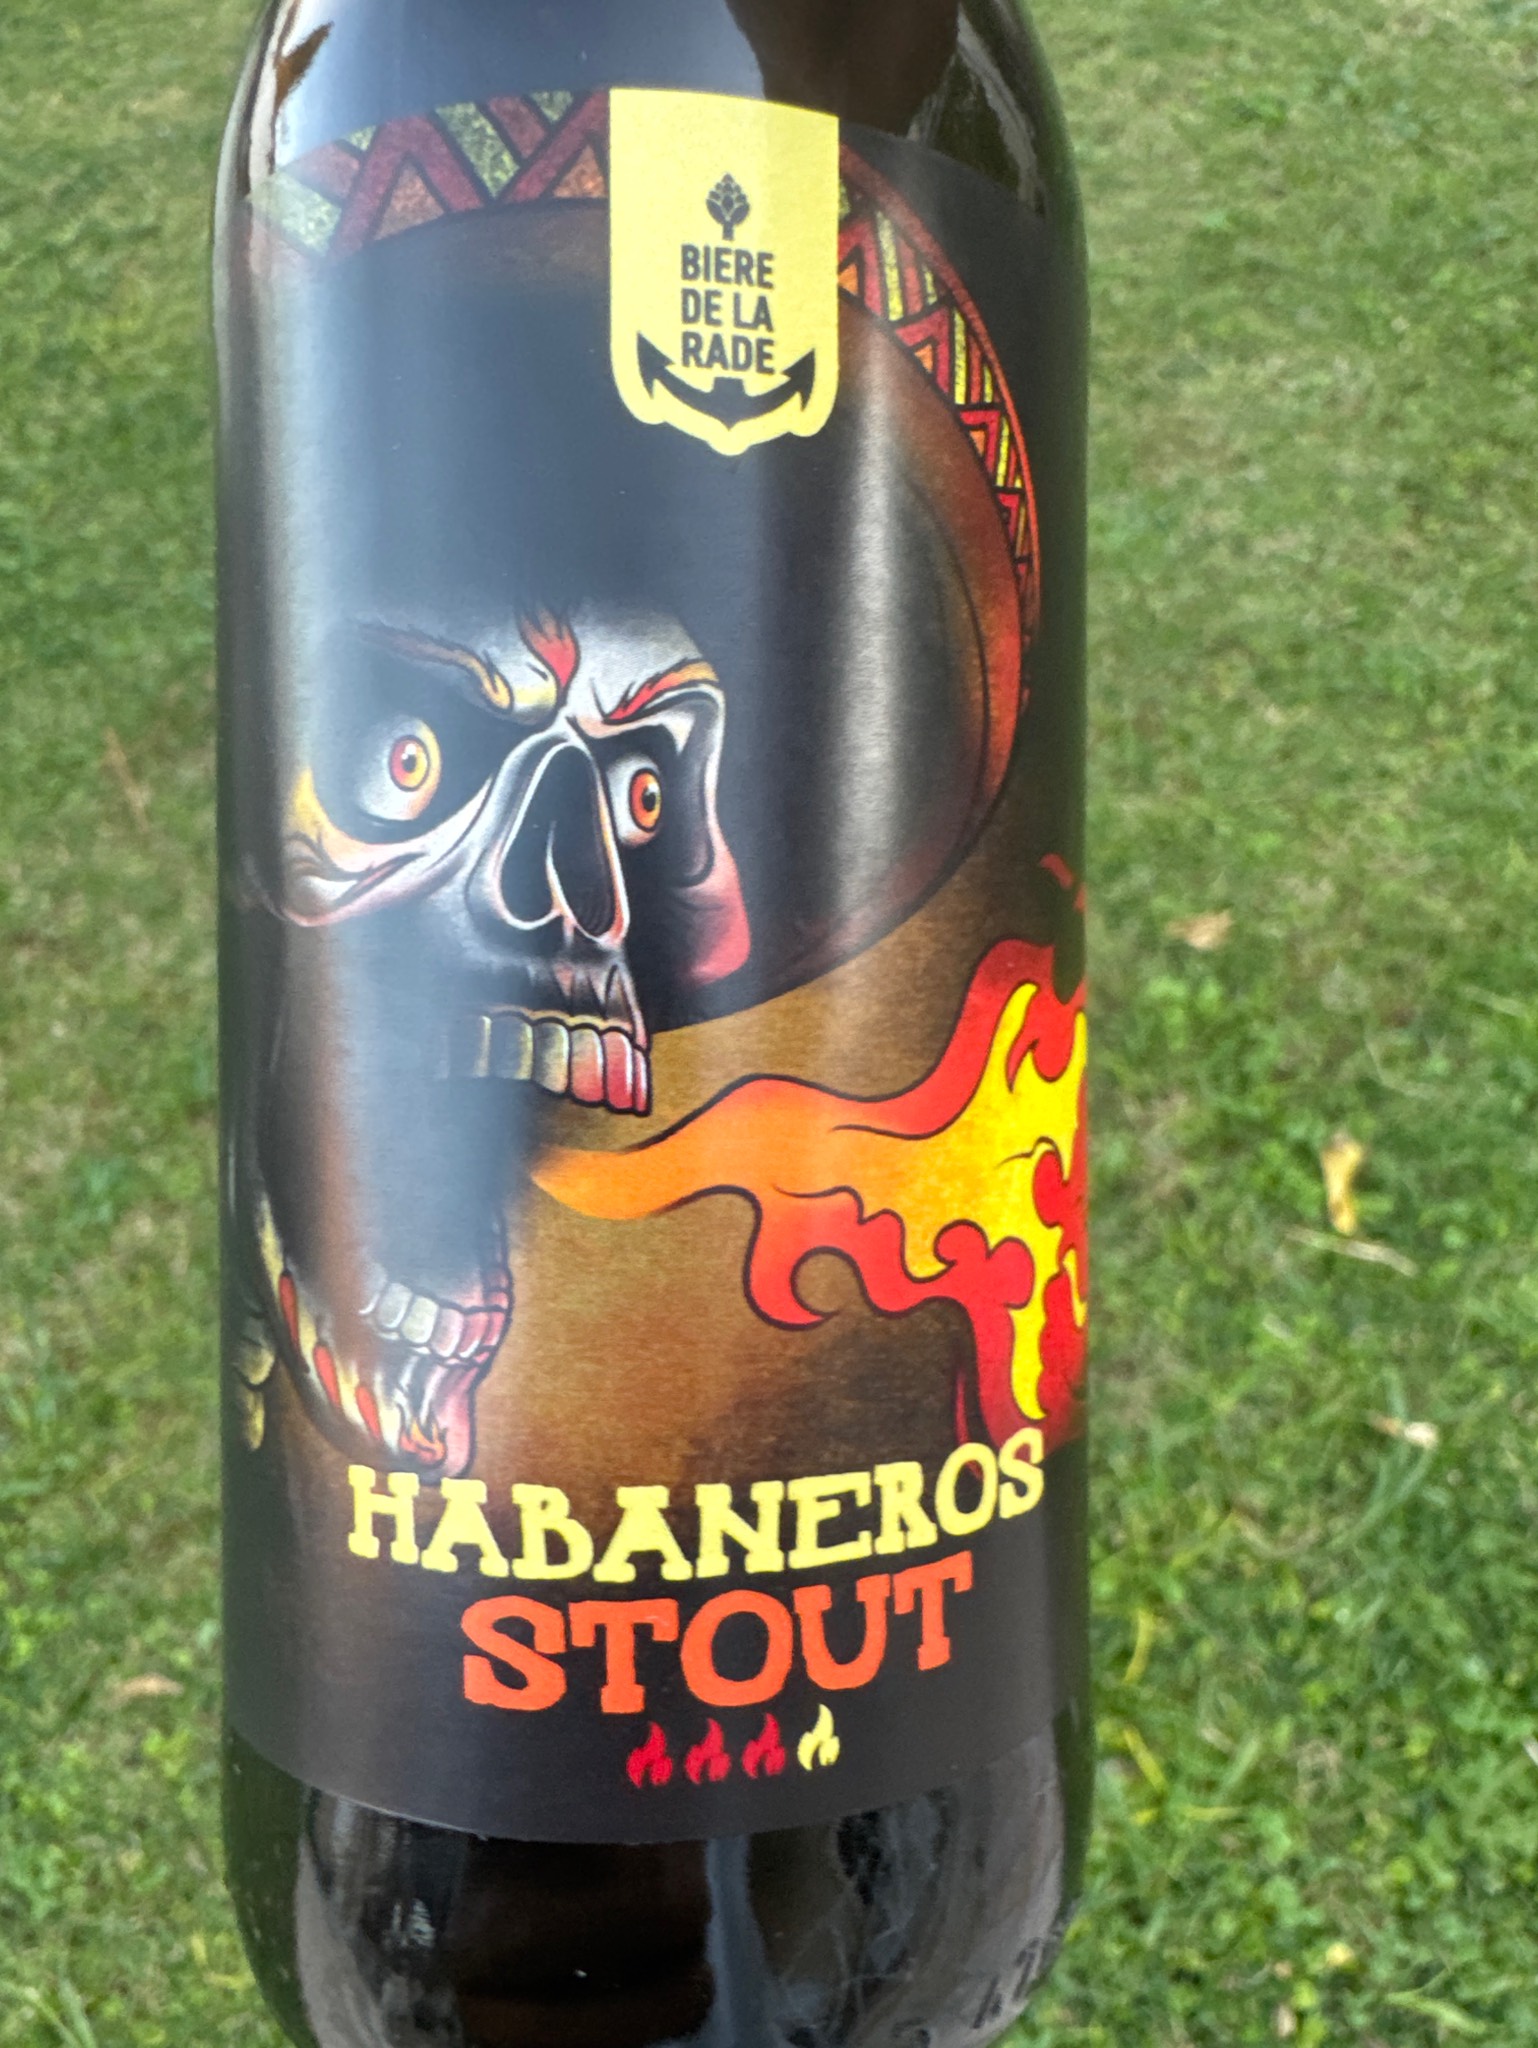 BIERE
DE LA
RADE
HABANEROS
STOUT